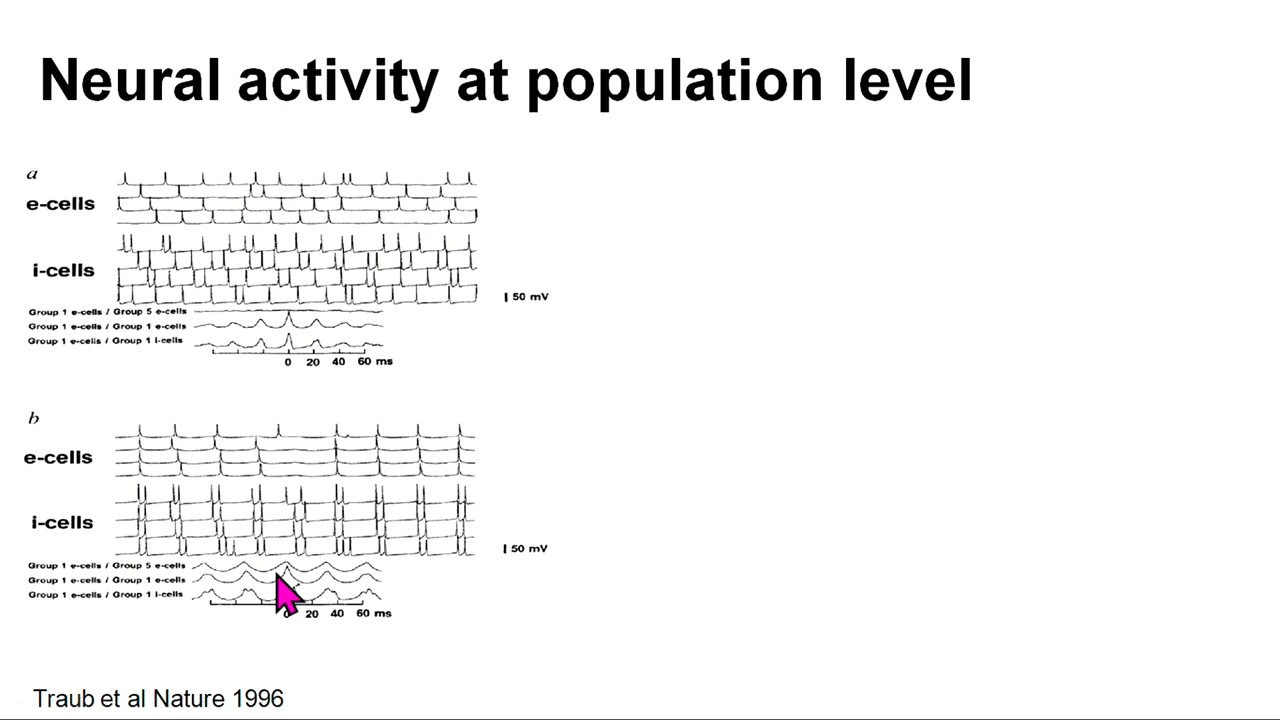 Neural activity at population level
a
e-cells
i-cells
50 mV
Group 1 e-cells / Group 5 e-cells
Group 1 e-cells / Group 1 e-cells
Group 1 e-cells / Group 1 i-cells
0 20 40 60 ms
b
e-cells
i-cells
50 mV
Group 1 e-cells / Group 5 e-cells
Group 1 e-cells / Group 1 e-cells
Group 1 e-cells / Group 1 i-cells
0 20 40 60 ms
Traub et al Nature 1996